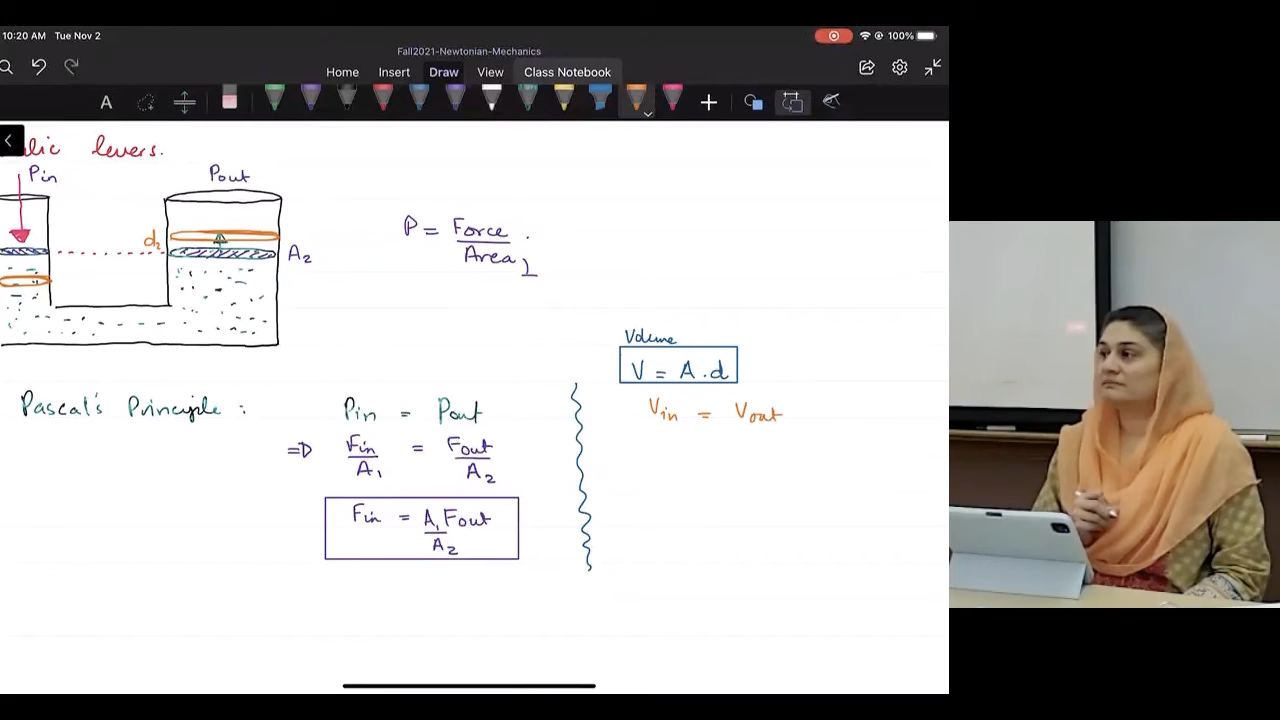 10:20 AM Tue Nov 2
100%
Fall2021-Newtonian-Mechanics
Home Insert Draw View Class Notebook
A
ulic levers.
Pin
Pout
d₂
A₂
P = Force / Area⊥
Volume
V = A.d
Vin = Vout
Pascal's Principle :
Pin = Pout
⇒ Fin / A₁ = Fout / A₂
Fin = A₁ Fout / A₂